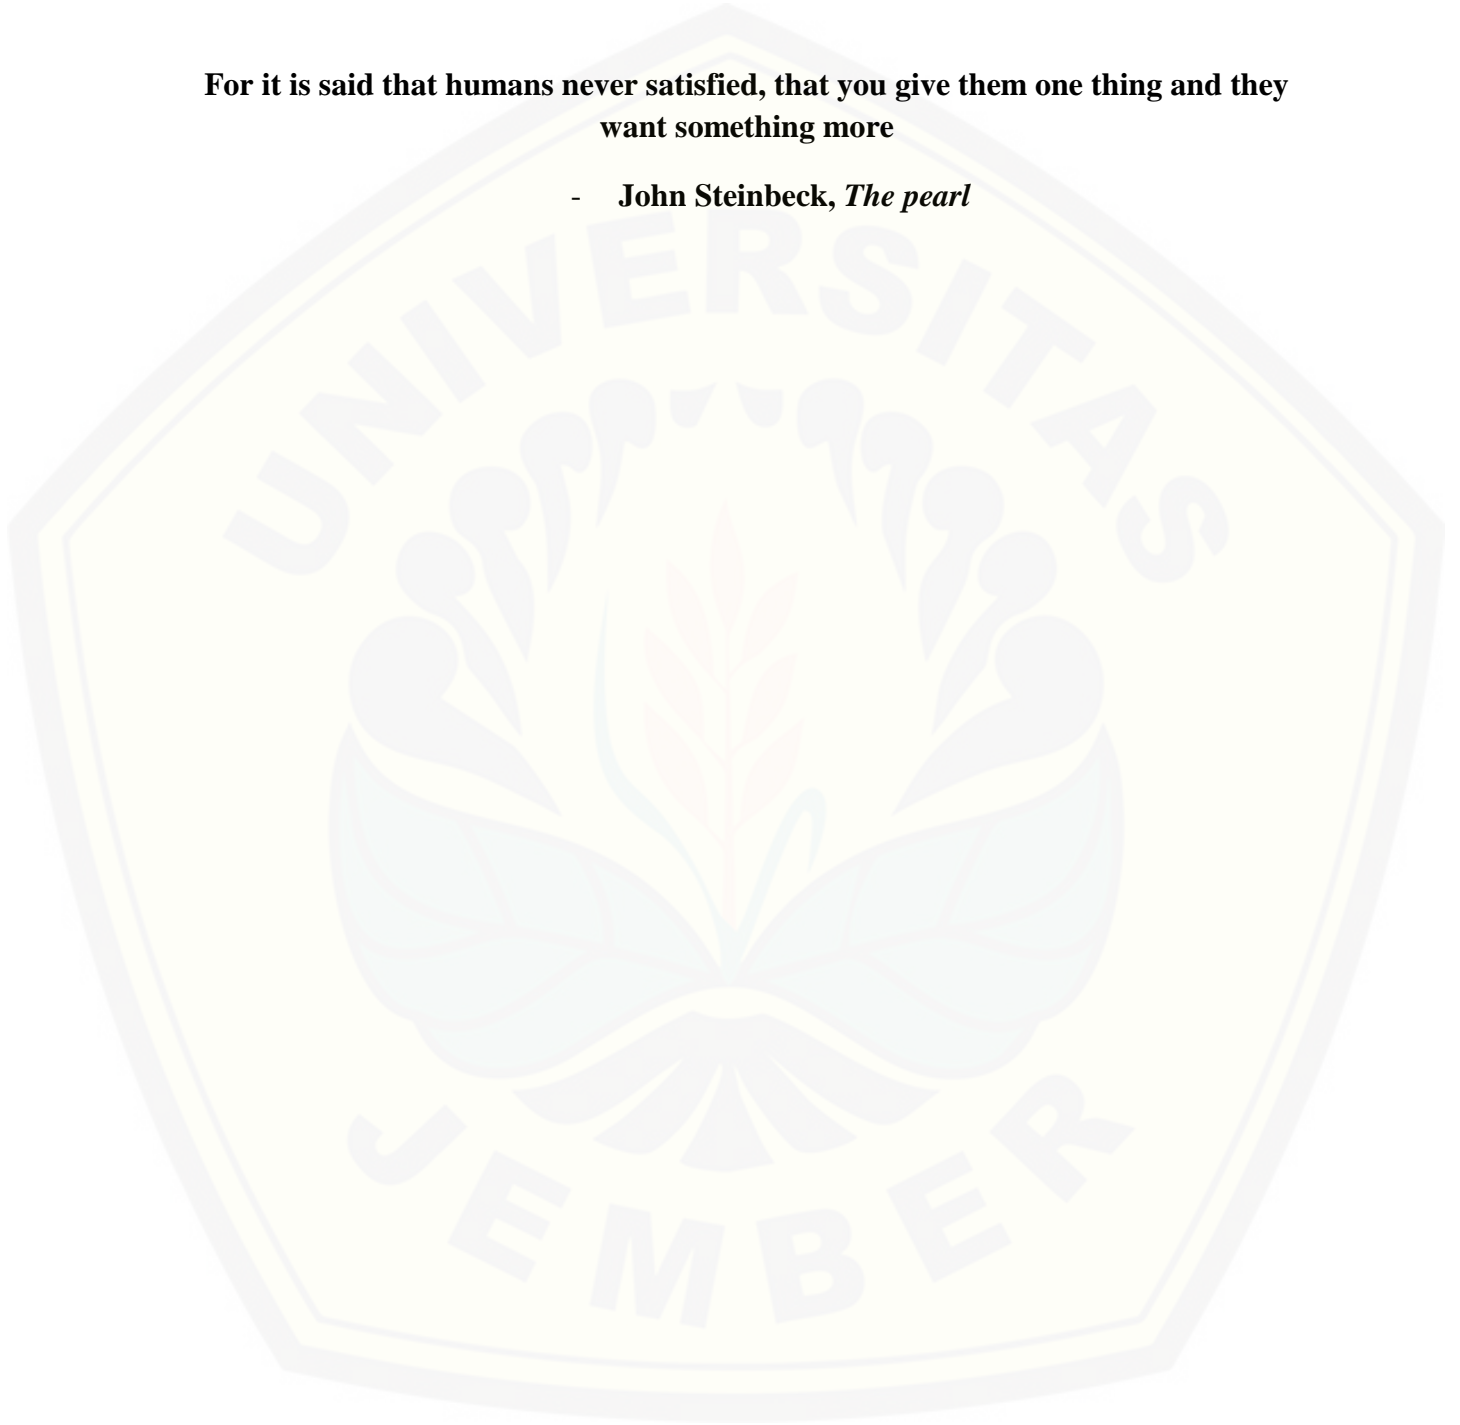 For it is said that humans never satisfied, that you give them one thing and they
want something more
- John Steinbeck, The pearl
UNIVERSITAS
JEMBER